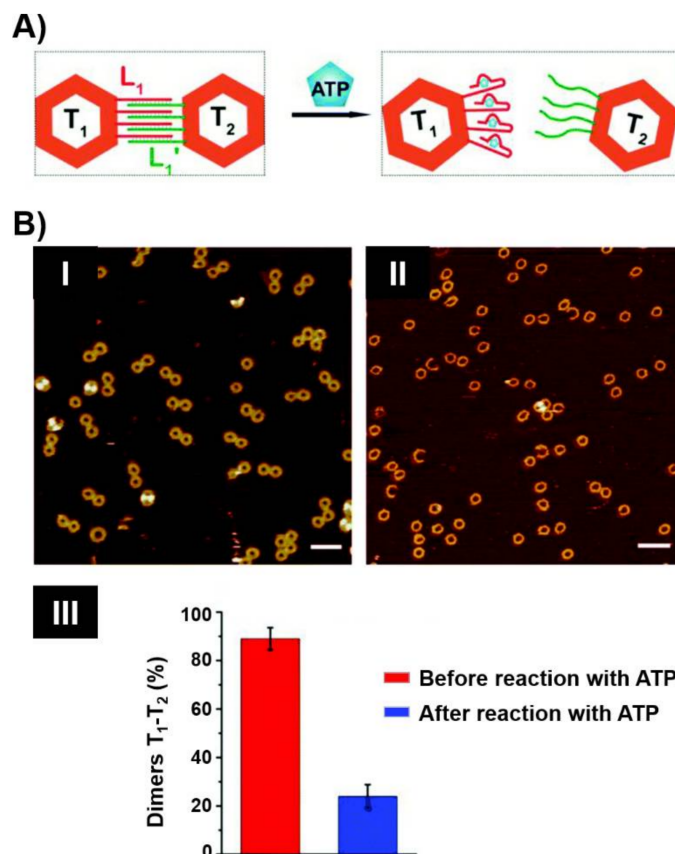 A)
L₁
T₁
T₂
L₁'
ATP
T₁
T₂
B)
I
II
III
100
80
60
40
20
0
Dimers T₁-T₂ (%)
Before reaction with ATP
After reaction with ATP